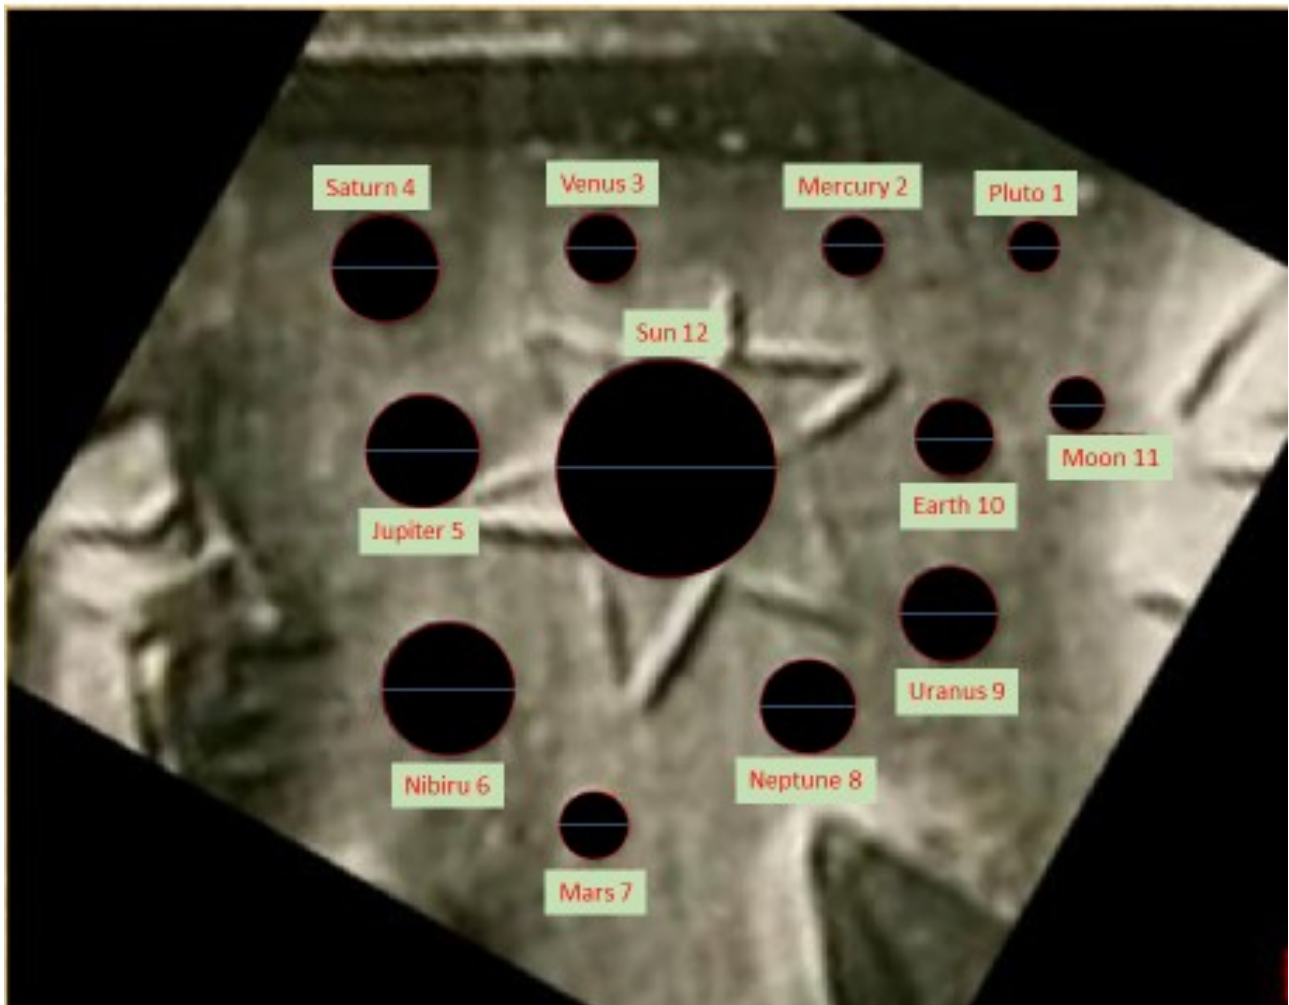 Saturn 4
Venus 3
Mercury 2
Pluto 1
Sun 12
Jupiter 5
Earth 10
Moon 11
Nibiru 6
Neptune 8
Uranus 9
Mars 7